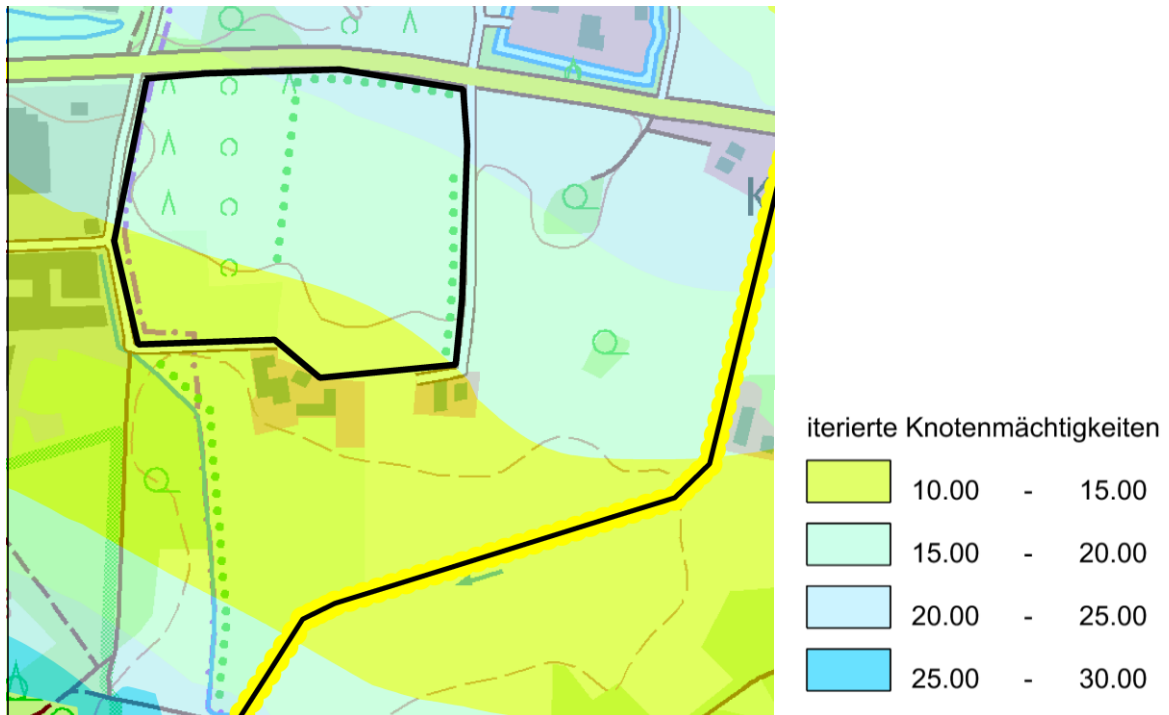 K
iterierte Knotenmächtigkeiten
10.00 - 15.00
15.00 - 20.00
20.00 - 25.00
25.00 - 30.00